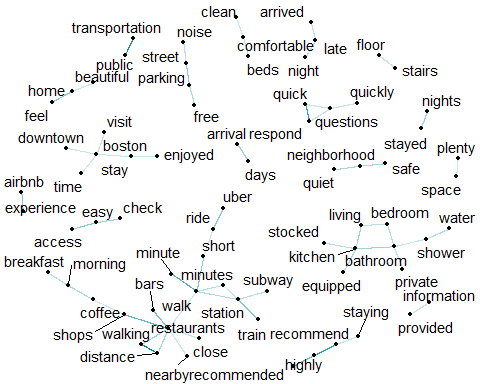 clean arrived
transportation noise
comfortable late floor
street
public beds night stairs
beautiful parking
home quick quickly
feel free questions nights
visit
downtown boston arrival respond stayed
enjoyed neighborhood plenty
stay days safe
time quiet space
airbnb
experience uber living bedroom
easy check ride water
stocked
access short kitchen shower
breakfast morning minute bathroom
bars minutes subway equipped private
walk information
coffee station staying
shops walking restaurants train recommend provided
distance close highly
nearby recommended